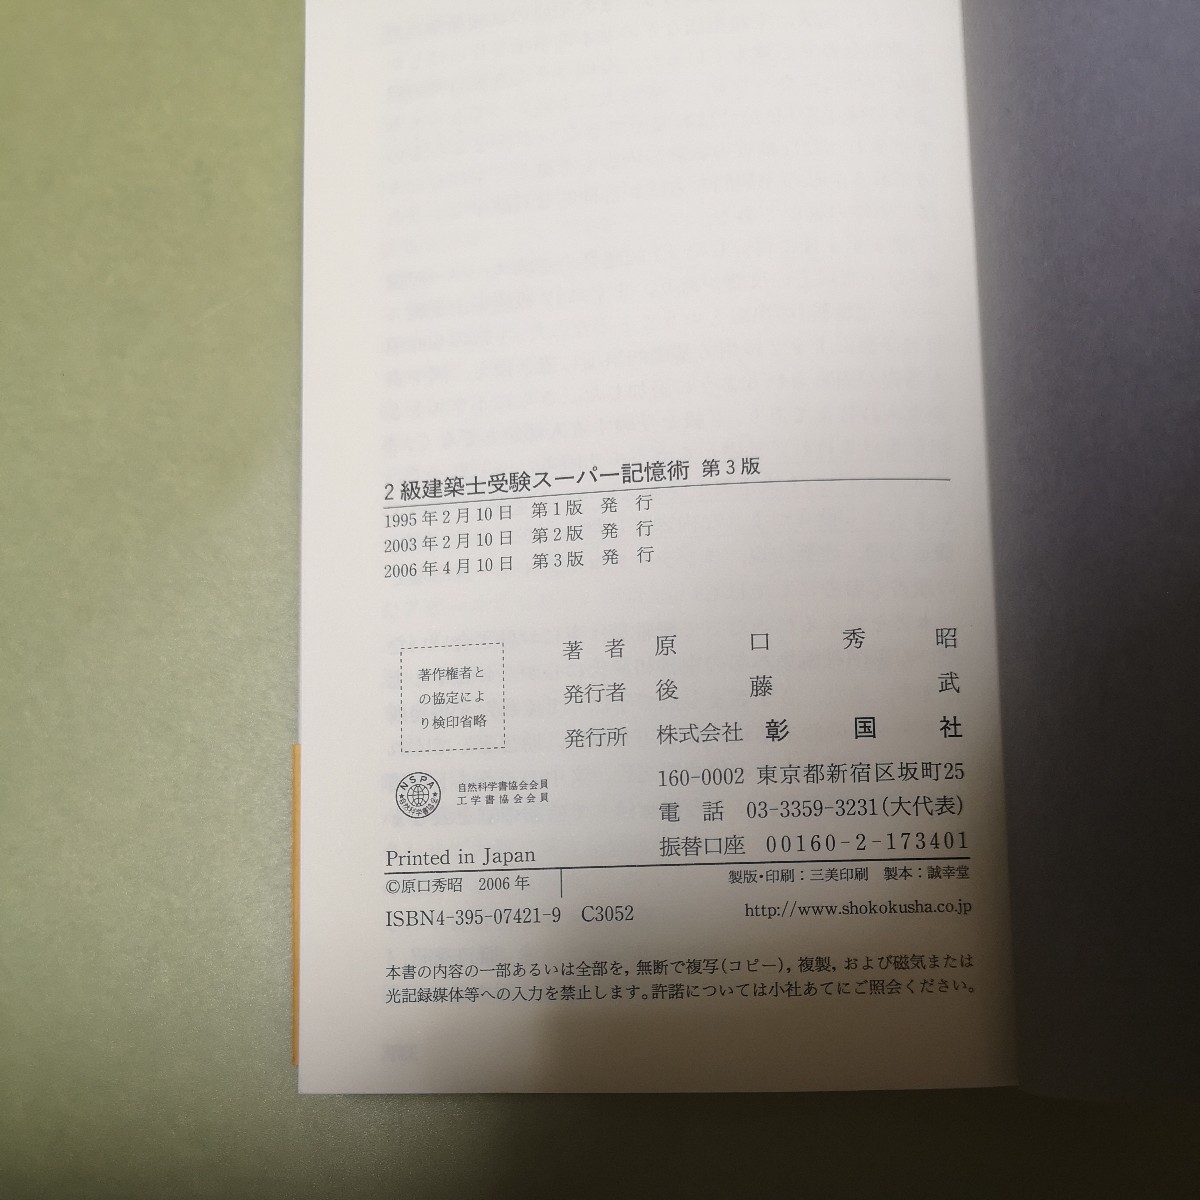 2級建築士受験スーパー記憶術 第3版
1995年2月10日 第1版 発 行
2003年2月10日 第2版 発 行
2006年4月10日 第3版 発 行
著作権者と
の協定によ
り検印省略
著 者 原 口 秀 昭
発行者 後 藤 武
発行所 株式会社 彰 国 社
NSPA
自然科学書協会
自然科学書協会会員
工学書協会会員
160-0002 東京都新宿区坂町25
電 話 03-3359-3231(大代表)
振替口座 00160-2-173401
Printed in Japan
©原口秀昭 2006年
製版・印刷：三美印刷 製本：誠幸堂
ISBN4-395-07421-9 C3052
http://www.shokokusha.co.jp
本書の内容の一部あるいは全部を，無断で複写（コピー），複製，および磁気または
光記録媒体等への入力を禁止します。許諾については小社あてにご照会ください。